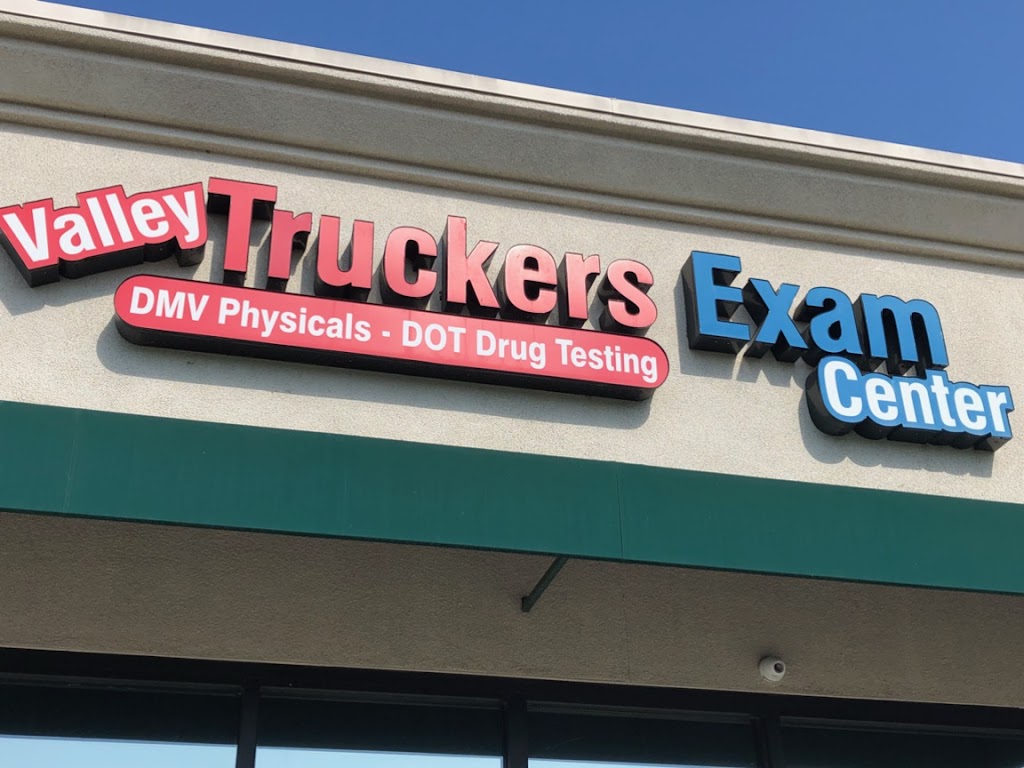 Valley Truckers
DMV Physicals - DOT Drug Testing
Exam
Center